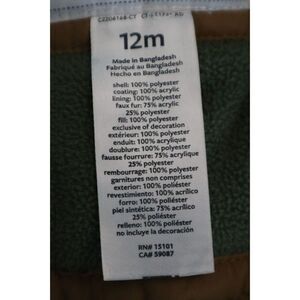 12m
Made in Bangladesh
Fabriqué au Bangladesh
Hecho en Bangladesh
shell: 100% polyester
coating: 100% acrylic
lining: 100% polyester
faux fur: 75% acrylic
25% polyester
fill: 100% polyester
exclusive of decoration
extérieur: 100% polyester
enduit: 100% acrylique
doublure: 100% polyester
fausse fourrure: 75% acrylique
25% polyester
rembourrage: 100% polyester
garnitures non comprises
exterior: 100% poliéster
revestimiento: 100% acrílico
forro: 100% poliéster
piel sintética: 75% acrílico
25% poliéster
relleno: 100% poliéster
no incluye la decoración
RN# 15101
CA# 59087